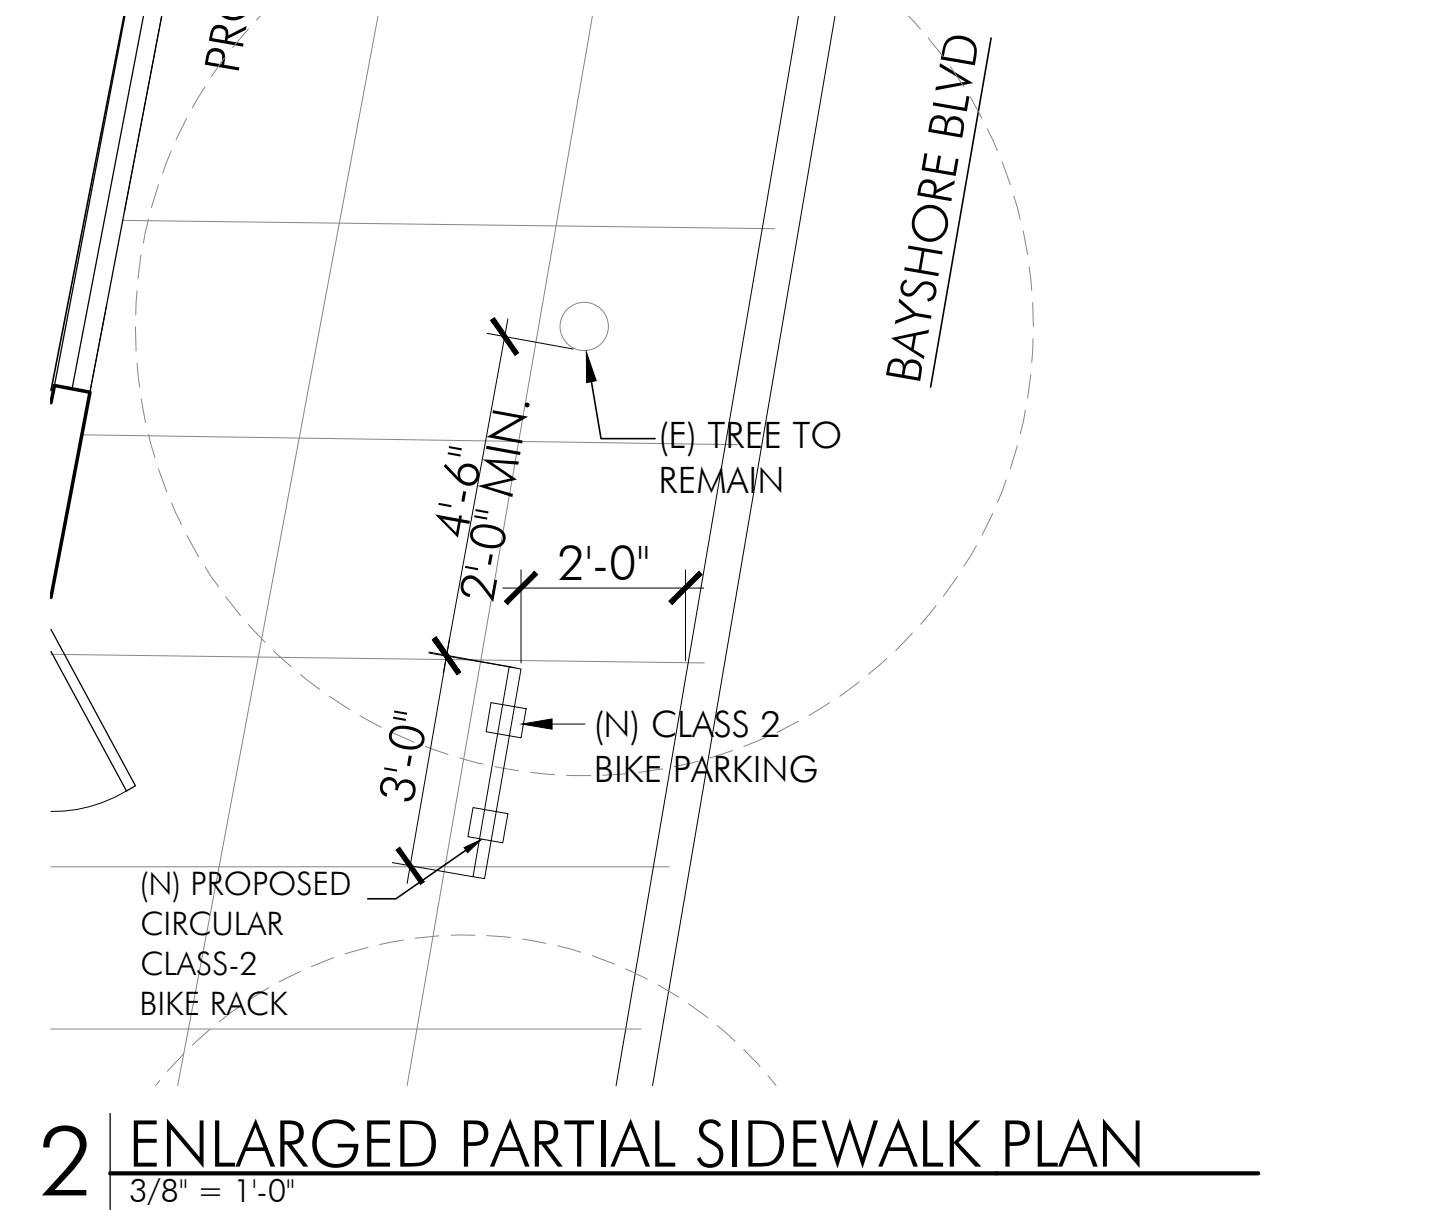 PRO
BAYSHORE BLVD
(E) TREE TO
REMAIN
4'-6"
2'-0" MIN.
2'-0"
3'-0"
(N) CLASS 2
BIKE PARKING
(N) PROPOSED
CIRCULAR
CLASS-2
BIKE RACK
2
ENLARGED PARTIAL SIDEWALK PLAN
3/8" = 1'-0"